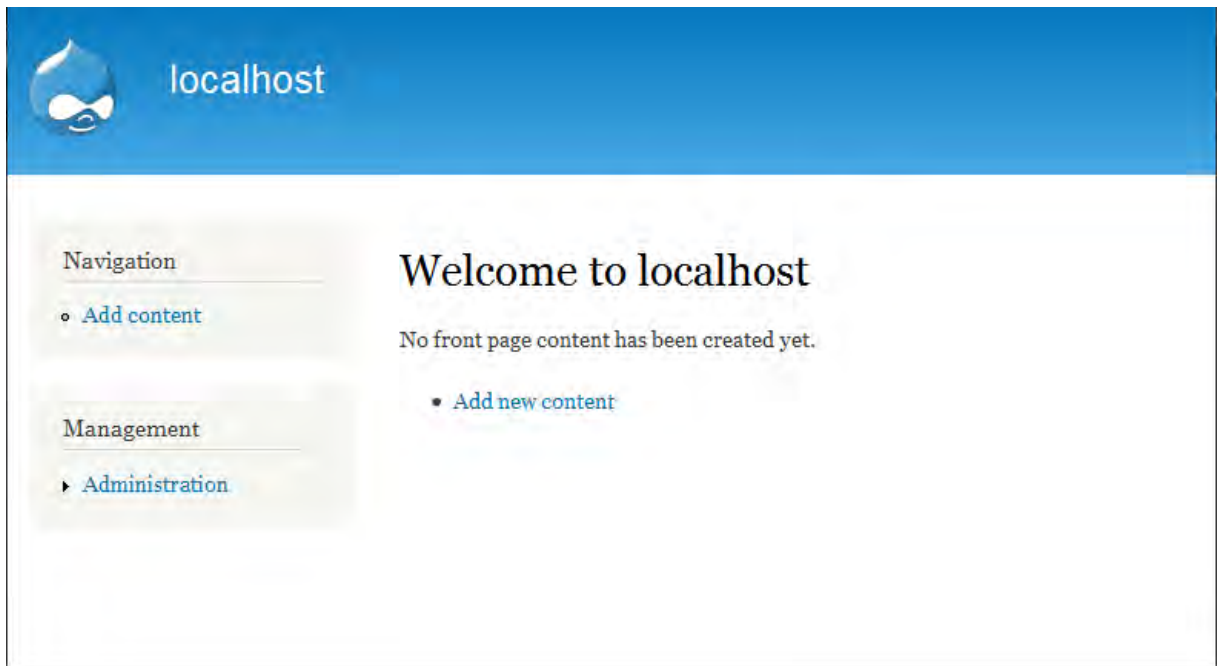 localhost
Navigation
Add content
Management
Administration
Welcome to localhost
No front page content has been created yet.
Add new content